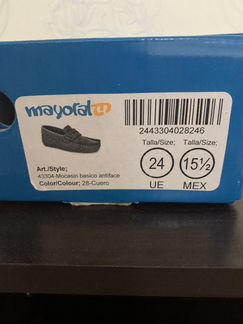 mayoral
2443304028246
Talla/Size; Talla/Size;
24 15½
UE MEX
Art./Style;
43304-Mocasin basico antiface
Color/Colour; 28-Cuero